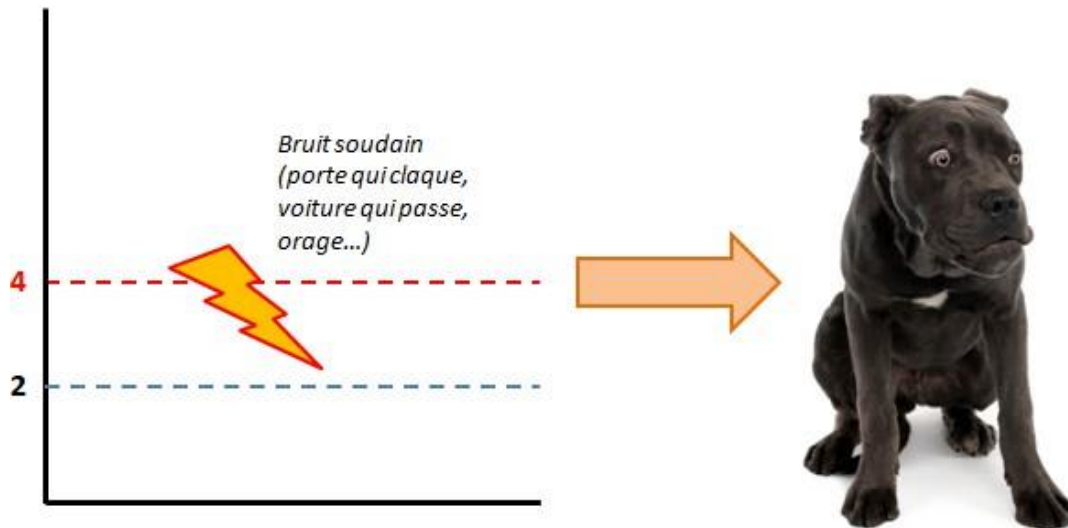 Bruit soudain
(porte qui claque,
voiture qui passe,
orage...)
4
2